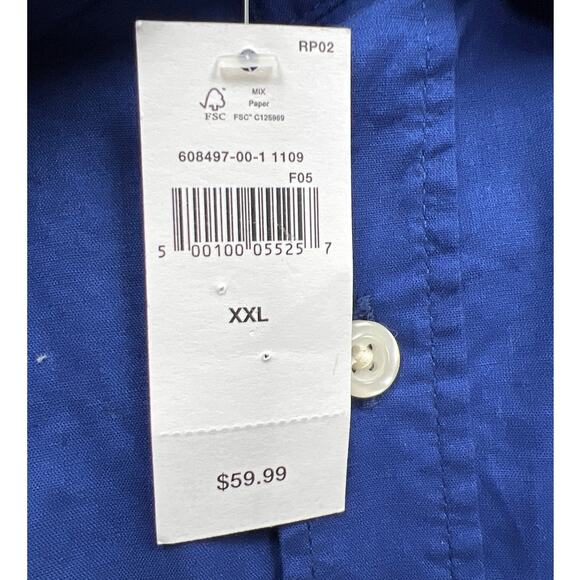 RP02
MIX
Paper
FSC
FSC® C125969
608497-00-1 1109
F05
5 00100 05525 7
XXL
$59.99